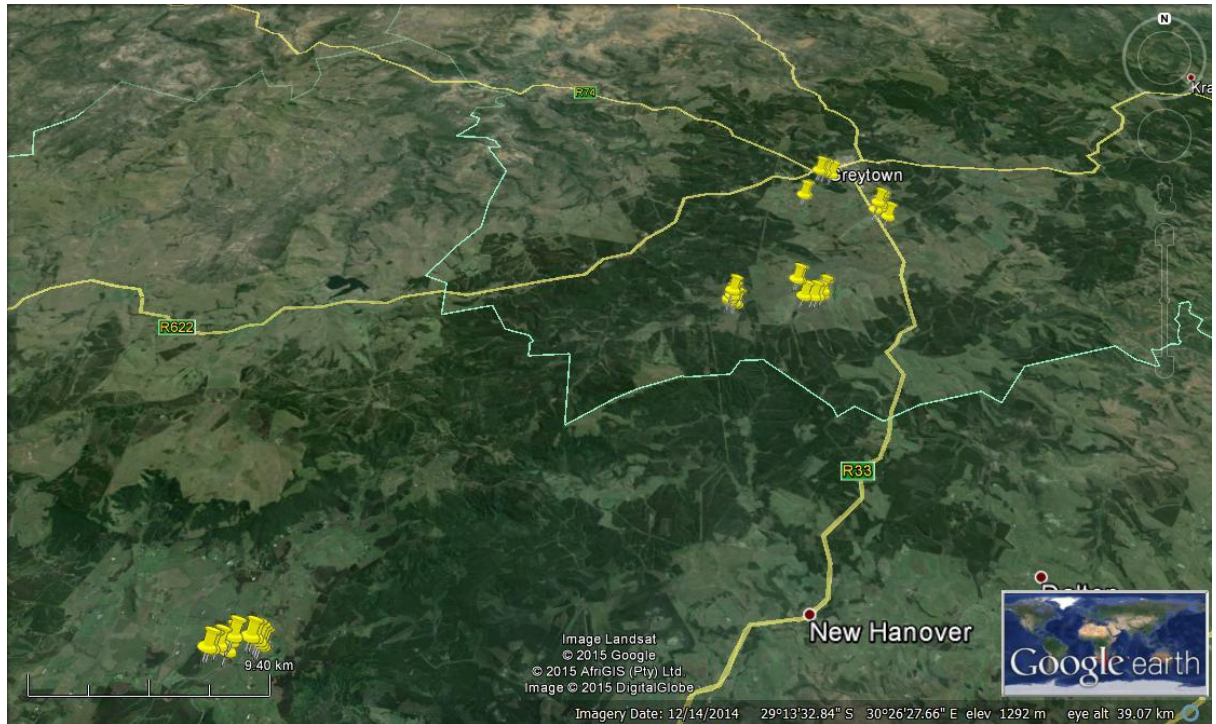 N
Kra
R74
Greytown
R622
R33
New Hanover
9.40 km
Image Landsat
© 2015 Google
© 2015 AfriGIS (Pty) Ltd.
Image © 2015 DigitalGlobe
Google earth
Imagery Date: 12/14/2014 29°13'32.84" S 30°26'27.66" E elev 1292 m eye alt 39.07 km